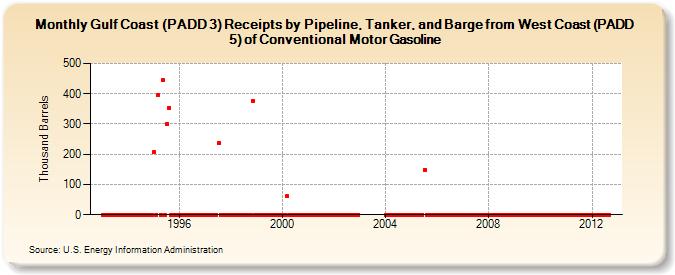 Monthly Gulf Coast (PADD 3) Receipts by Pipeline, Tanker, and Barge from West Coast (PADD
5) of Conventional Motor Gasoline
Thousand Barrels
500
400
300
200
100
0
1996
2000
2004
2008
2012
Source: U.S. Energy Information Administration